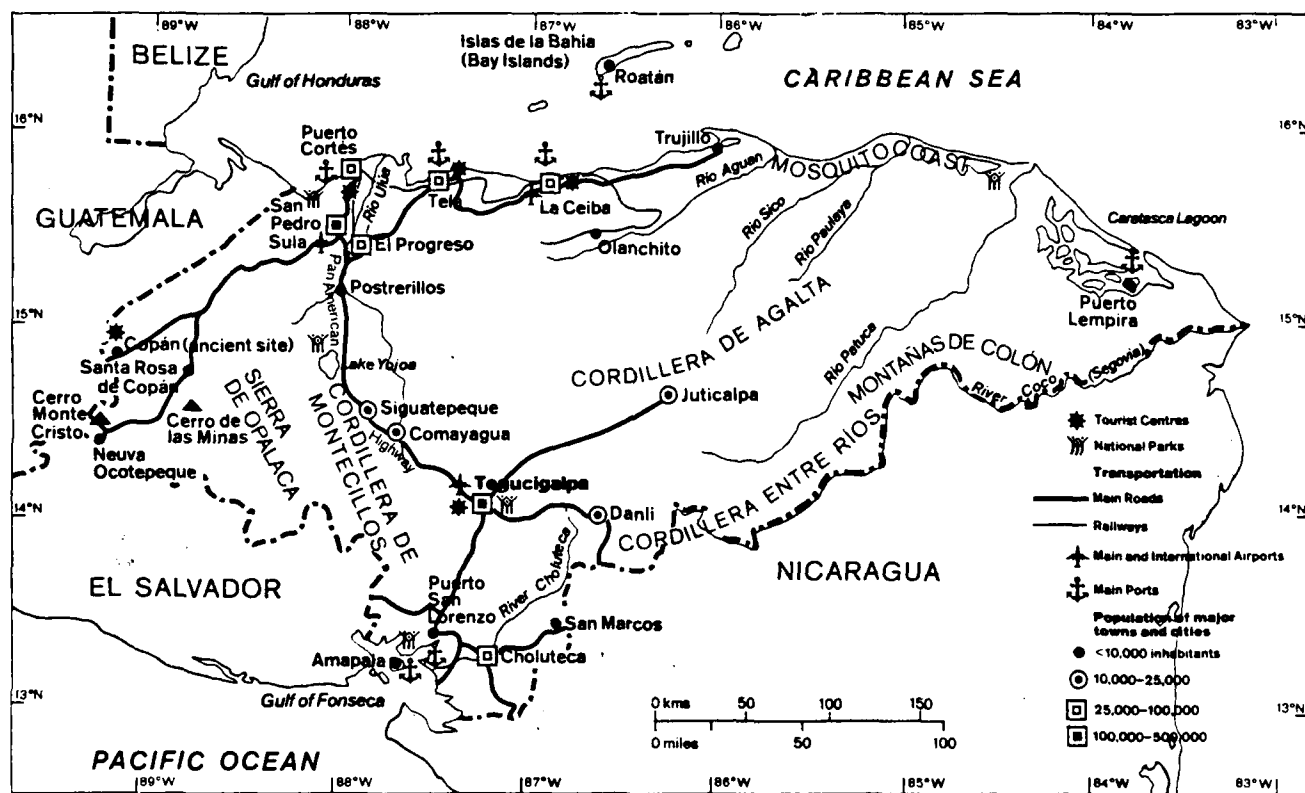 88°W
87°W
86°W
85°W
84°W
83°W
BELIZE
Islas de la Bahia
(Bay Islands)
Gulf of Honduras
Roatán
CARIBBEAN SEA
16°N
16°N
Puerto
Cortés
Trujillo
MOSQUITO COAST
Rio Aguan
Rio Ulúa
GUATEMALA
San
Pedro
Sula
Tela
La Ceiba
Rio Sico
Rio Paulaya
Caratasca Lagoon
El Progreso
Olanchito
Pan American
Postrerillos
Puerto
Lempira
15°N
15°N
Copán (ancient site)
CORDILLERA DE AGALTA
Rio Patuca
MONTAÑAS DE COLÓN
River Coco (Segovia)
Santa Rosa
de Copán
Lake Yojoa
SIERRA
DE OPALACA
CORDILLERA DE
MONTECILLOS
Cerro
Monte
Cristo
Cerro de
las Minas
Siguatepeque
Juticalpa
Comayagua
Highway
Neuva
Ocotepeque
Tegucigalpa
14°N
14°N
Danli
CORDILLERA ENTRE RÍOS
EL SALVADOR
NICARAGUA
River Choluteca
Puerto
San
Lorenzo
San Marcos
Amapala
Choluteca
Gulf of Fonseca
13°N
13°N
PACIFIC OCEAN
Tourist Centres
National Parks
Transportation
Main Roads
Railways
Main and International Airports
Main Ports
Population of major
towns and cities
<10,000 inhabitants
10,000–25,000
25,000–100,000
100,000–500,000
0 kms 50 100 150
0 miles 50 100
89°W
88°W
87°W
86°W
85°W
84°W
83°W